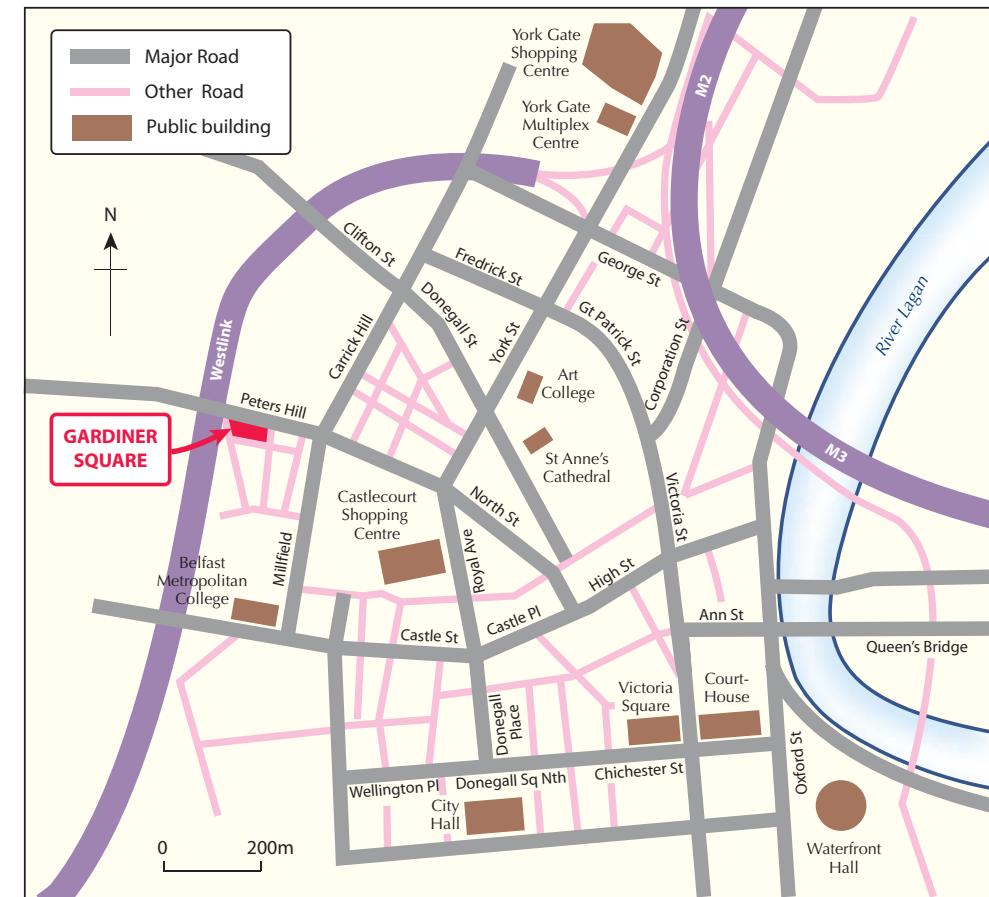 Major Road
Other Road
Public building
York Gate
Shopping
Centre
York Gate
Multiplex
Centre
M2
N
Clifton St
Fredrick St
George St
River Lagan
Donegall St
Gt Patrick St
York St
Carrick Hill
Corporation St
Westlink
Art
College
Peters Hill
GARDINER
SQUARE
St Anne's
Cathedral
M3
Castlecourt
Shopping
Centre
North St
Victoria St
Belfast
Metropolitan
College
Millfield
Royal Ave
High St
Castle Pl
Ann St
Castle St
Queen's Bridge
Victoria
Square
Court-
House
Donegall
Place
Oxford St
Wellington Pl
Donegall Sq Nth
Chichester St
City
Hall
0
200m
Waterfront
Hall